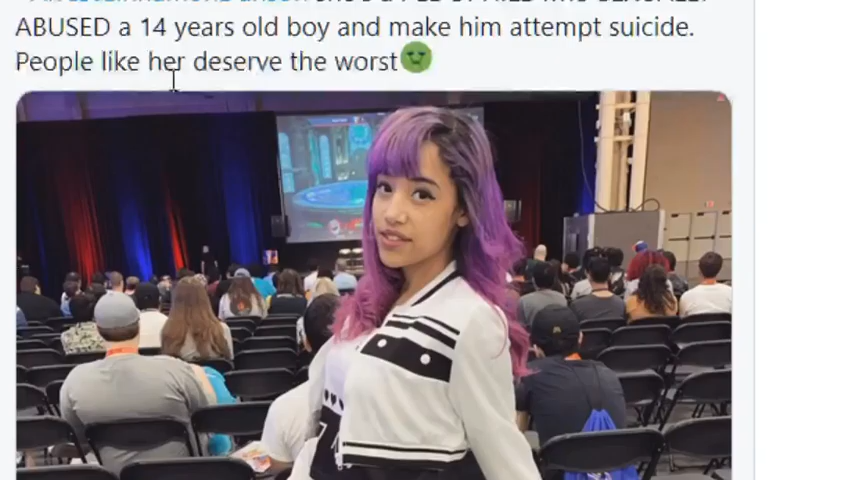 ABUSED a 14 years old boy and make him attempt suicide.
People like her deserve the worst